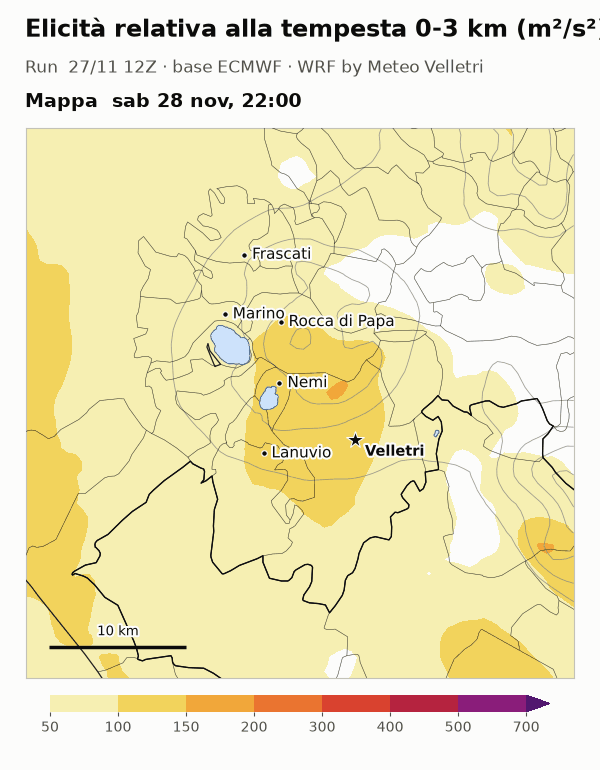 Elicità relativa alla tempesta 0-3 km (m²/s²)
Run 27/11 12Z · base ECMWF · WRF by Meteo Velletri
Mappa sab 28 nov, 22:00
Frascati
Marino
Rocca di Papa
Nemi
Velletri
Lanuvio
10 km
50 100 150 200 300 400 500 700